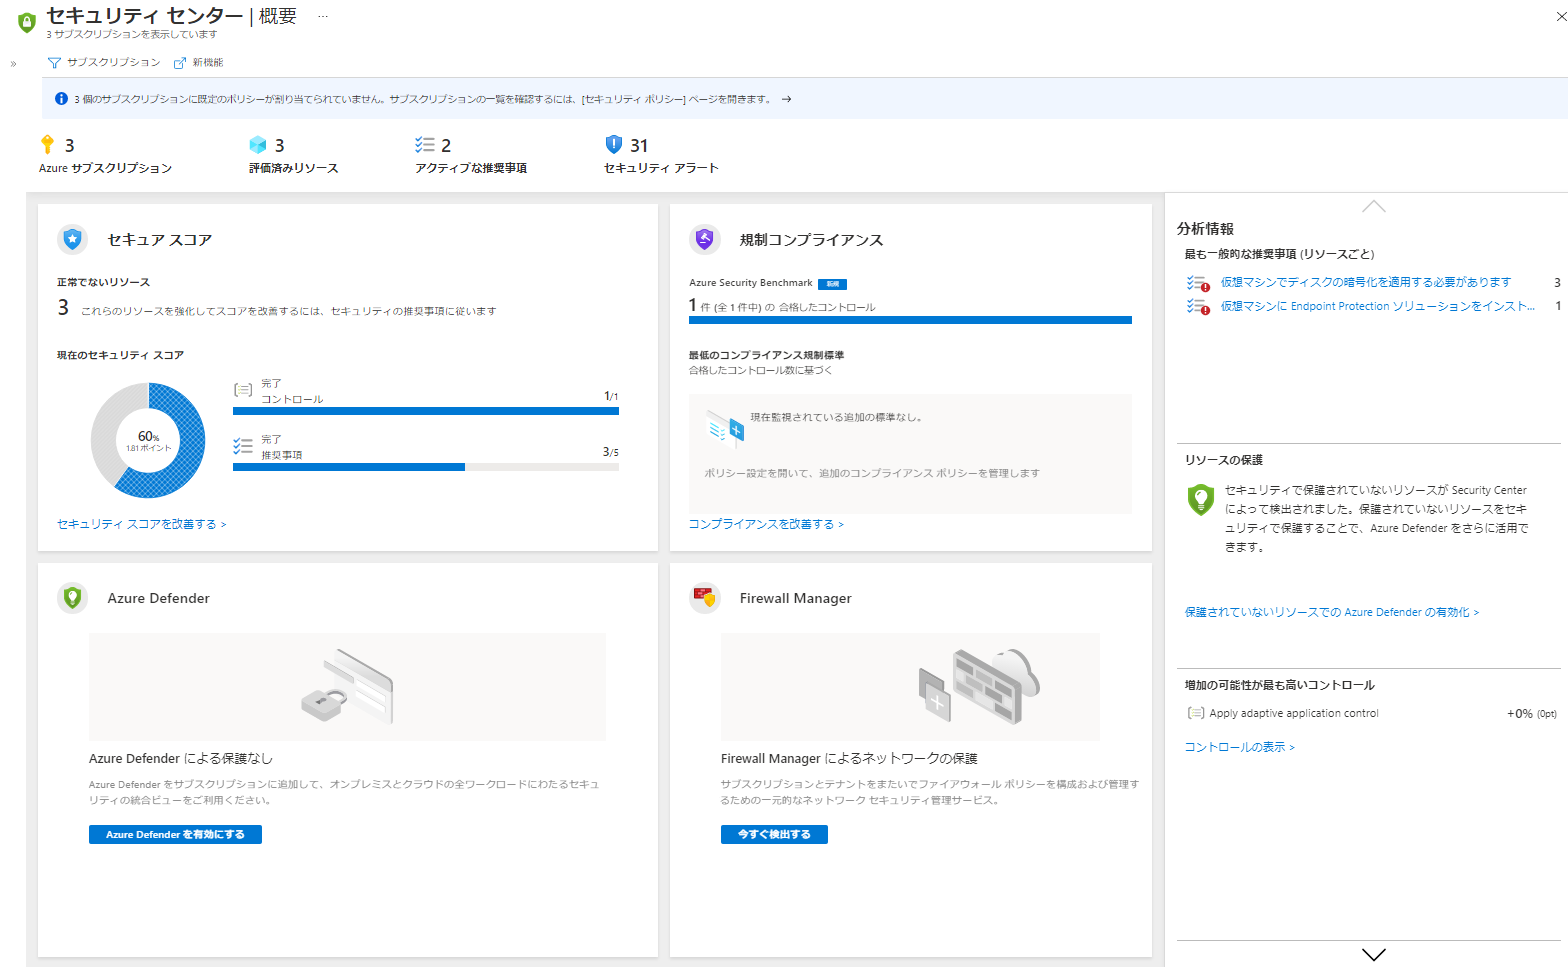 セキュリティ センター | 概要 …
3 サブスクリプションを表示しています
» サブスクリプション 新機能
3 個のサブスクリプションに既定のポリシーが割り当てられていません。サブスクリプションの一覧を確認するには、[セキュリティ ポリシー] ページを開きます。 →
3
Azure サブスクリプション
3
評価済みリソース
2
アクティブな推奨事項
31
セキュリティ アラート
セキュア スコア
正常でないリソース
3 これらのリソースを強化してスコアを改善するには、セキュリティの推奨事項に従います
現在のセキュリティ スコア
60%
1.81 ポイント
完了
コントロール 1/1
完了
推奨事項 3/5
セキュリティ スコアを改善する >
規制コンプライアンス
Azure Security Benchmark 新規
1 件 (全 1 件中) の 合格したコントロール
最低のコンプライアンス規制標準
合格したコントロール数に基づく
現在監視されている追加の標準なし。
ポリシー設定を開いて、追加のコンプライアンス ポリシーを管理します
コンプライアンスを改善する >
Azure Defender
Azure Defender による保護なし
Azure Defender をサブスクリプションに追加して、オンプレミスとクラウドの全ワークロードにわたるセキュ
リティの統合ビューをご利用ください。
Azure Defender を有効にする
Firewall Manager
Firewall Manager によるネットワークの保護
サブスクリプションとテナントをまたいでファイアウォール ポリシーを構成および管理す
るための一元的なネットワーク セキュリティ管理サービス。
今すぐ検出する
分析情報
最も一般的な推奨事項 (リソースごと)
仮想マシンでディスクの暗号化を適用する必要があります 3
仮想マシンに Endpoint Protection ソリューションをインスト... 1
リソースの保護
セキュリティで保護されていないリソースが Security Center
によって検出されました。保護されていないリソースをセキ
ュリティで保護することで、Azure Defender をさらに活用で
きます。
保護されていないリソースでの Azure Defender の有効化 >
増加の可能性が最も高いコントロール
Apply adaptive application control +0% (0pt)
コントロールの表示 >